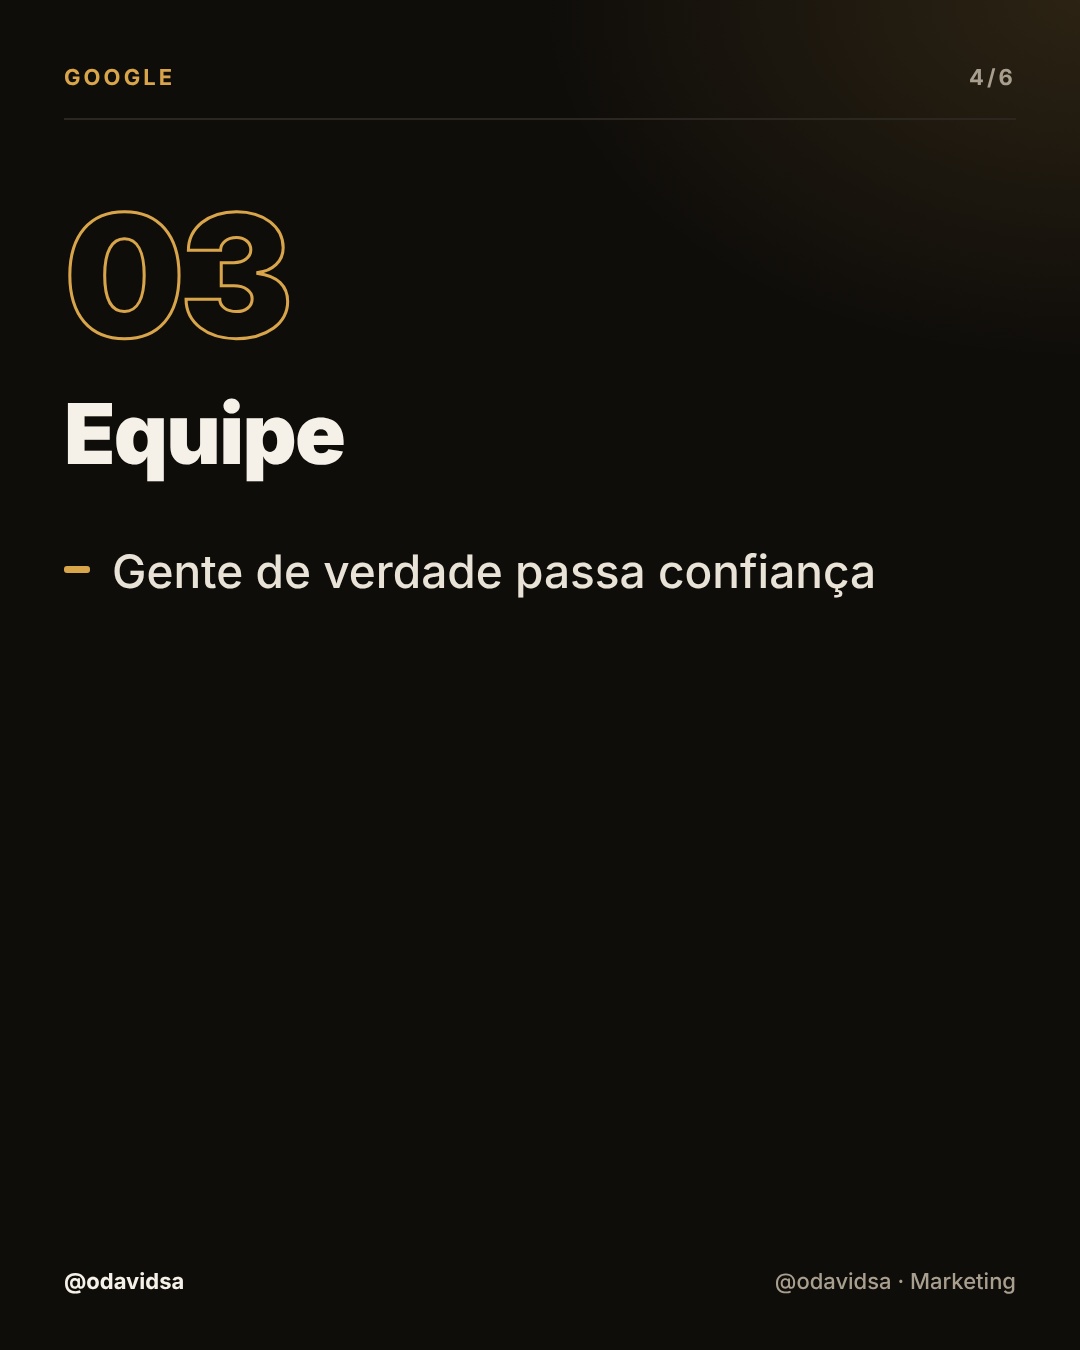 GOOGLE
4/6
03
Equipe
Gente de verdade passa confiança
@odavidsa
@odavidsa · Marketing